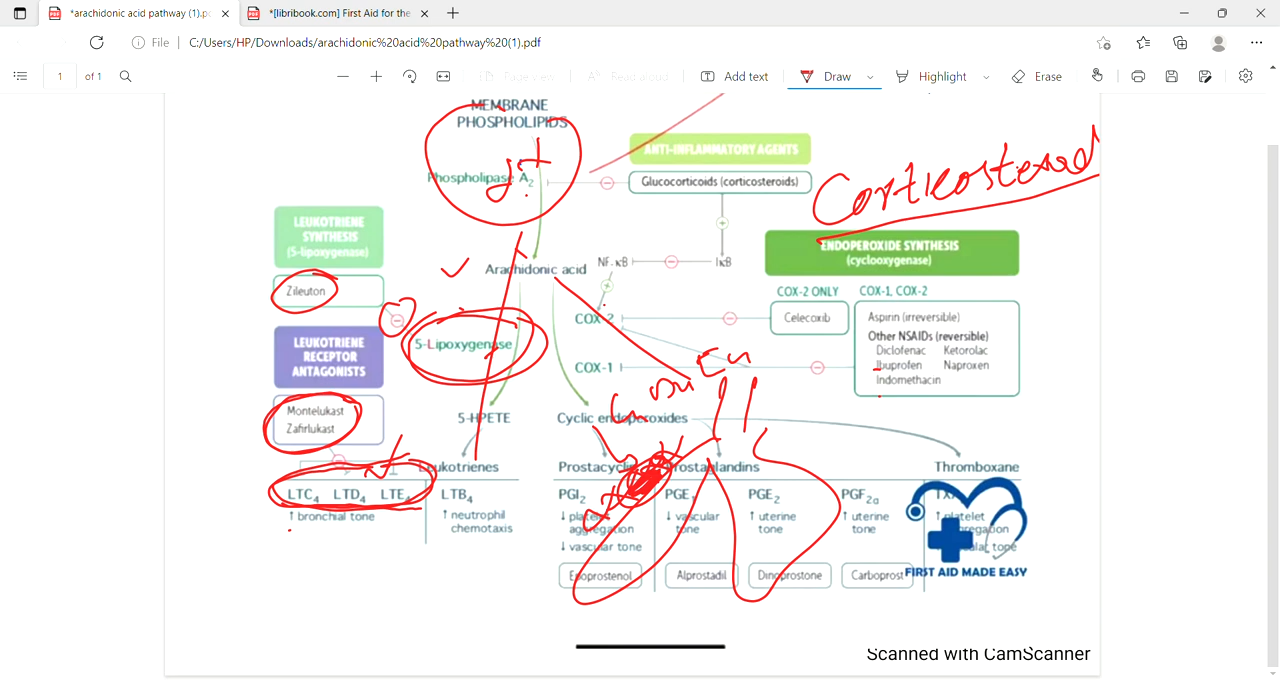 *arachidonic acid pathway (1).pd
*[libribook.com] First Aid for the
File
C:/Users/HP/Downloads/arachidonic%20acid%20pathway%20(1).pdf
1 of 1
Page view
Read aloud
Add text
Draw
Highlight
Erase
MEMBRANE
PHOSPHOLIPIDS
Phospholipase A2
ANTI-INFLAMMATORY AGENTS
Glucocorticoids (corticosteroids)
Corticosteroid
LEUKOTRIENE
SYNTHESIS
(5-lipoxygenase)
Zileuton
Arachidonic acid
NF-κB
IκB
ENDOPEROXIDE SYNTHESIS
(cyclooxygenase)
COX-2 ONLY
COX-1, COX-2
COX-2
Celecoxib
Aspirin (irreversible)
Other NSAIDs (reversible)
Diclofenac Ketorolac
Ibuprofen Naproxen
Indomethacin
LEUKOTRIENE
RECEPTOR
ANTAGONISTS
5-Lipoxygenase
COX-1
Montelukast
Zafirlukast
5-HPETE
Cyclic endoperoxides
Leukotrienes
Prostacyclin
Prostaglandins
Thromboxane
LTC4 LTD4 LTE4
LTB4
PGI2
PGE1
PGE2
PGF2α
↑ bronchial tone
↑ neutrophil
chemotaxis
↓ platelet
aggregation
↓ vascular tone
↓ vascular
tone
↑ uterine
tone
↑ uterine
tone
↑ platelet
aggregation
Epoprostenol
Alprostadil
Dinoprostone
Carboprost
FIRST AID MADE EASY
Scanned with CamScanner